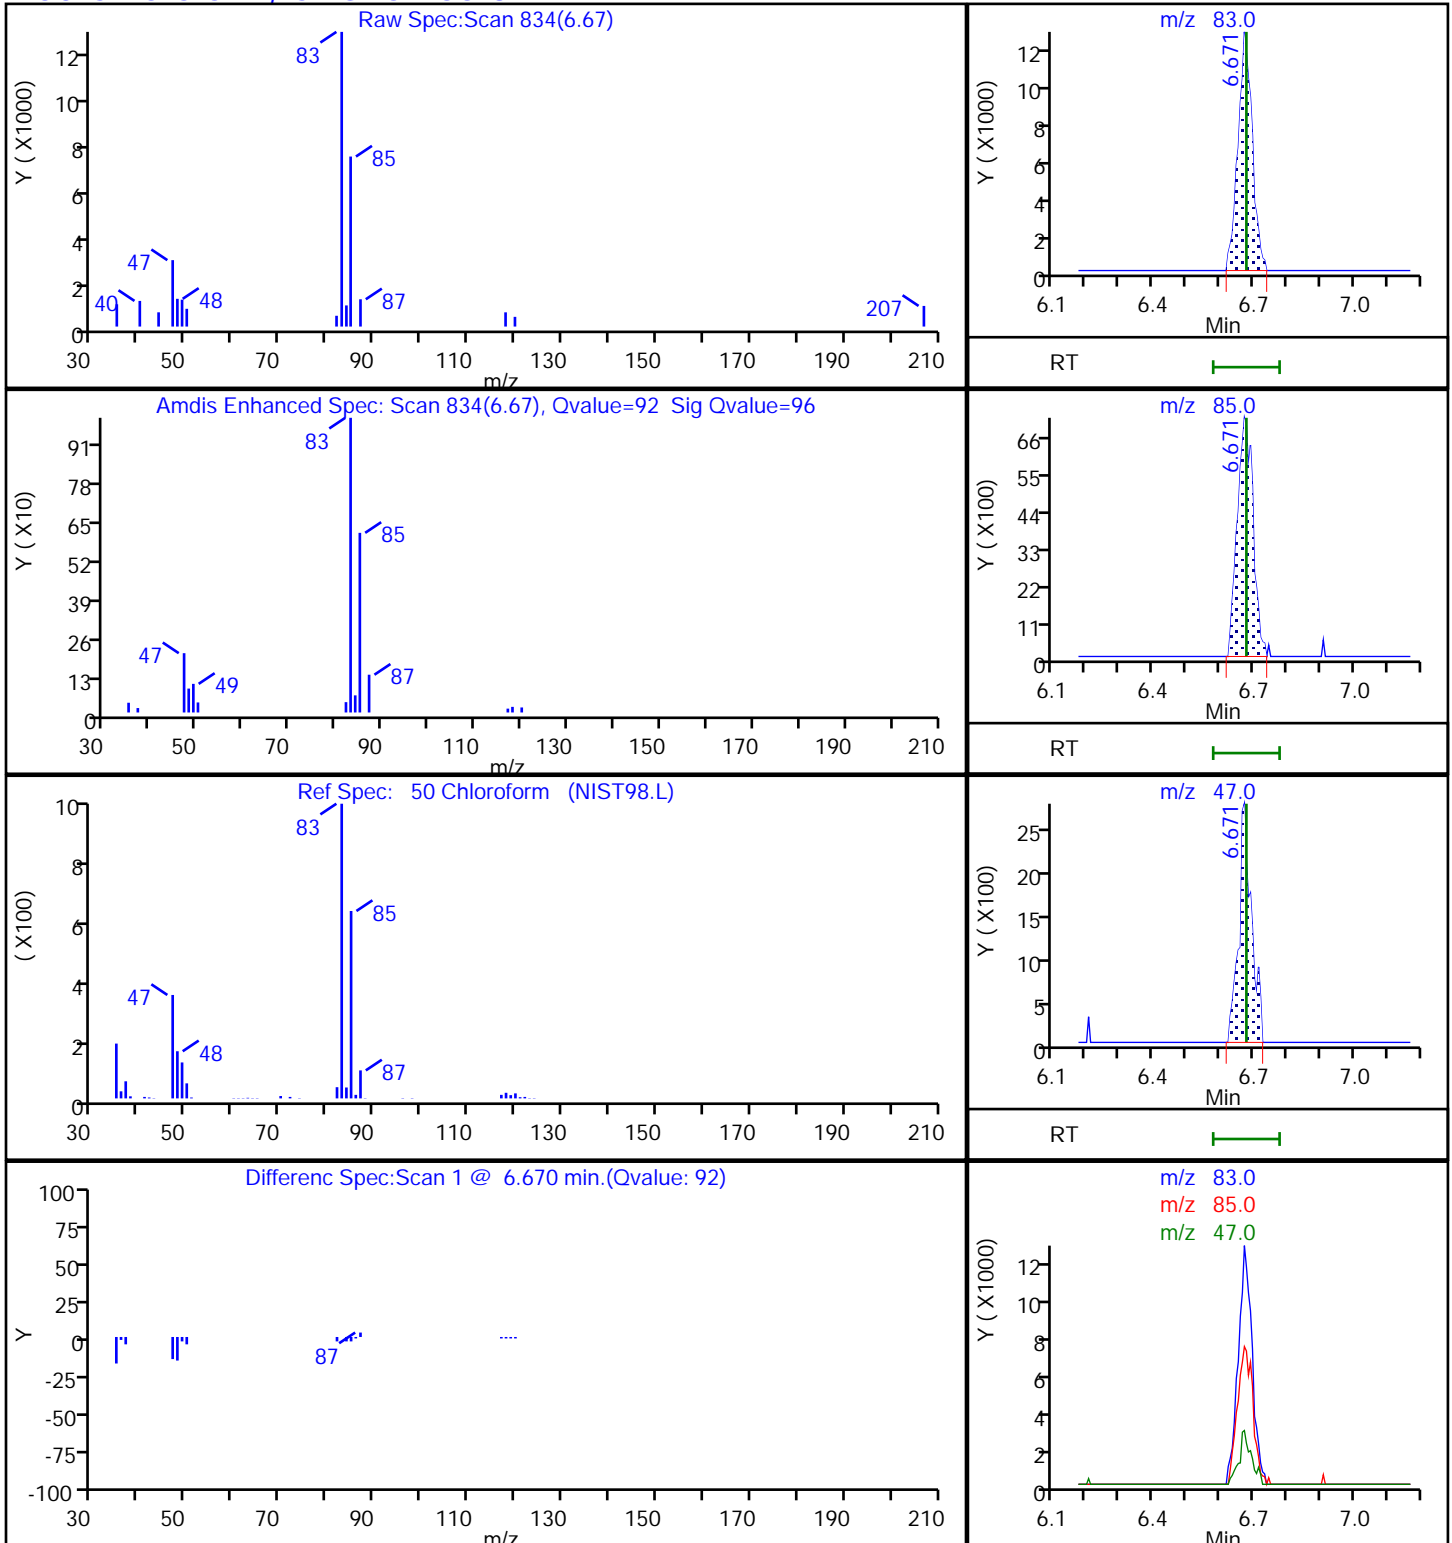 Raw Spec:Scan 834(6.67)
Y ( X1000)
12
10
8
6
4
2
0
83
85
47
40
48
87
207
30 50 70 90 110 130 150 170 190 210
m/z
m/z 83.0
Y ( X1000)
12
10
8
6
4
2
0
6.671
6.1 6.4 6.7 7.0
Min
RT
Amdis Enhanced Spec: Scan 834(6.67), Qvalue=92 Sig Qvalue=96
Y ( X10)
91
78
65
52
39
26
13
0
83
85
47
49
87
30 50 70 90 110 130 150 170 190 210
m/z
m/z 85.0
Y ( X100)
66
55
44
33
22
11
0
6.671
6.1 6.4 6.7 7.0
Min
RT
Ref Spec: 50 Chloroform (NIST98.L)
( X100)
10
8
6
4
2
0
83
85
47
48
87
30 50 70 90 110 130 150 170 190 210
m/z 47.0
Y ( X100)
25
20
15
10
5
0
6.671
6.1 6.4 6.7 7.0
Min
RT
Differenc Spec:Scan 1 @ 6.670 min.(Qvalue: 92)
Y
100
75
50
25
0
-25
-50
-75
-100
87
30 50 70 90 110 130 150 170 190 210
m/z
m/z 83.0
m/z 85.0
m/z 47.0
Y ( X1000)
12
10
8
6
4
2
0
6.1 6.4 6.7 7.0
Min